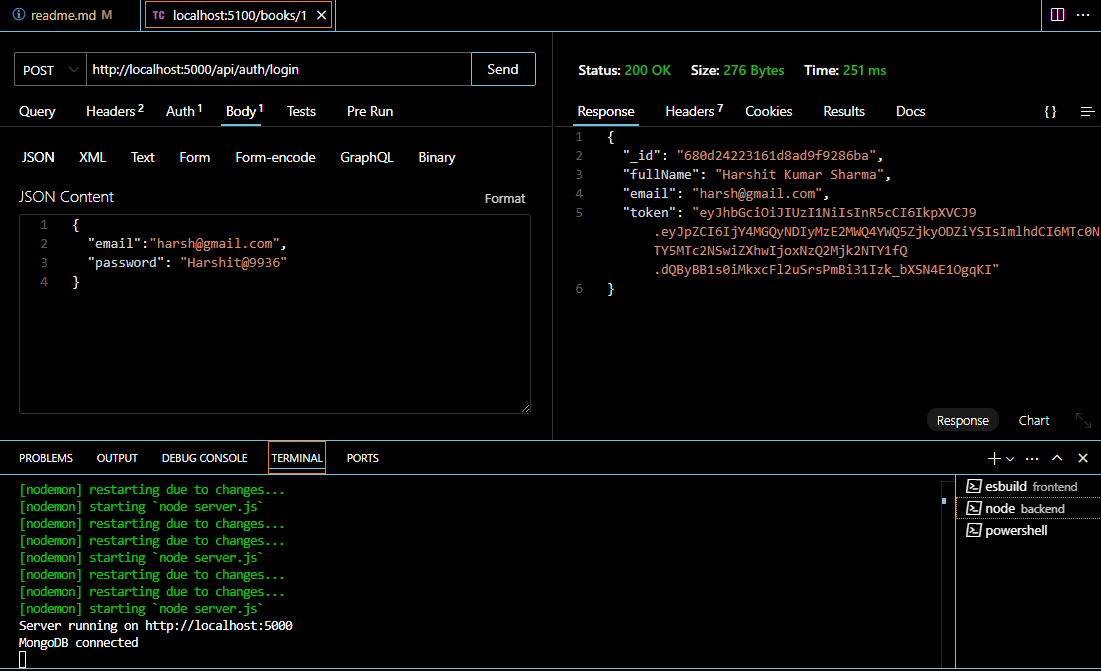 readme.md M
TC localhost:5100/books/1
POST http://localhost:5000/api/auth/login Send
Query Headers 2 Auth 1 Body 1 Tests Pre Run
JSON XML Text Form Form-encode GraphQL Binary
JSON Content Format
1 {
2 "email":"harsh@gmail.com",
3 "password": "Harshit@9936"
4 }
Status: 200 OK Size: 276 Bytes Time: 251 ms
Response Headers 7 Cookies Results Docs {}
1 {
2 "_id": "680d24223161d8ad9f9286ba",
3 "fullName": "Harshit Kumar Sharma",
4 "email": "harsh@gmail.com",
5 "token": "eyJhbGciOiJIUzI1NiIsInR5cCI6IkpXVCJ9
.eyJpZCI6IjY4MGQyNDIyMzE2MWQ4YWQ5ZjkyODZiYSIsImlhdCI6MTc0N
TY5MTc2NSwiZXhwIjoxNzQ2Mjk2NTY1fQ
.dQByBB1s0iMkxcFl2uSrsPmBi31Izk_bXSN4E1OgqKI"
6 }
Response Chart
PROBLEMS OUTPUT DEBUG CONSOLE TERMINAL PORTS
[nodemon] restarting due to changes...
[nodemon] starting `node server.js`
[nodemon] restarting due to changes...
[nodemon] restarting due to changes...
[nodemon] starting `node server.js`
[nodemon] restarting due to changes...
[nodemon] restarting due to changes...
[nodemon] starting `node server.js`
Server running on http://localhost:5000
MongoDB connected
esbuild frontend
node backend
powershell